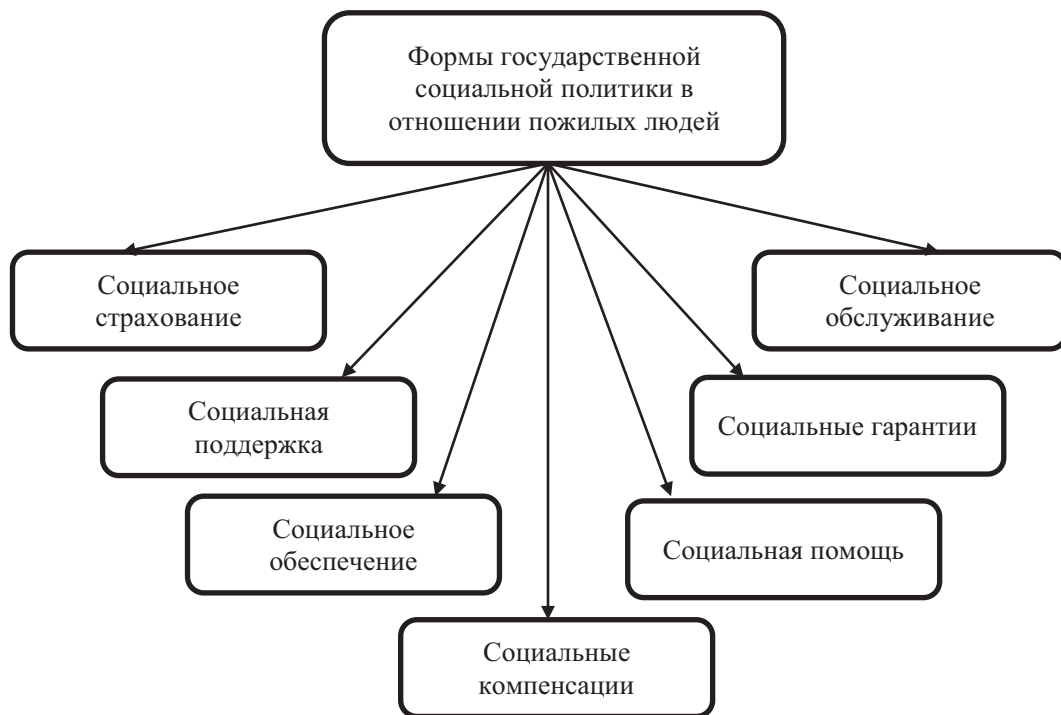 Формы государственной
социальной политики в
отношении пожилых людей
Социальное
страхование
Социальное
обслуживание
Социальная
поддержка
Социальные гарантии
Социальное
обеспечение
Социальная помощь
Социальные
компенсации